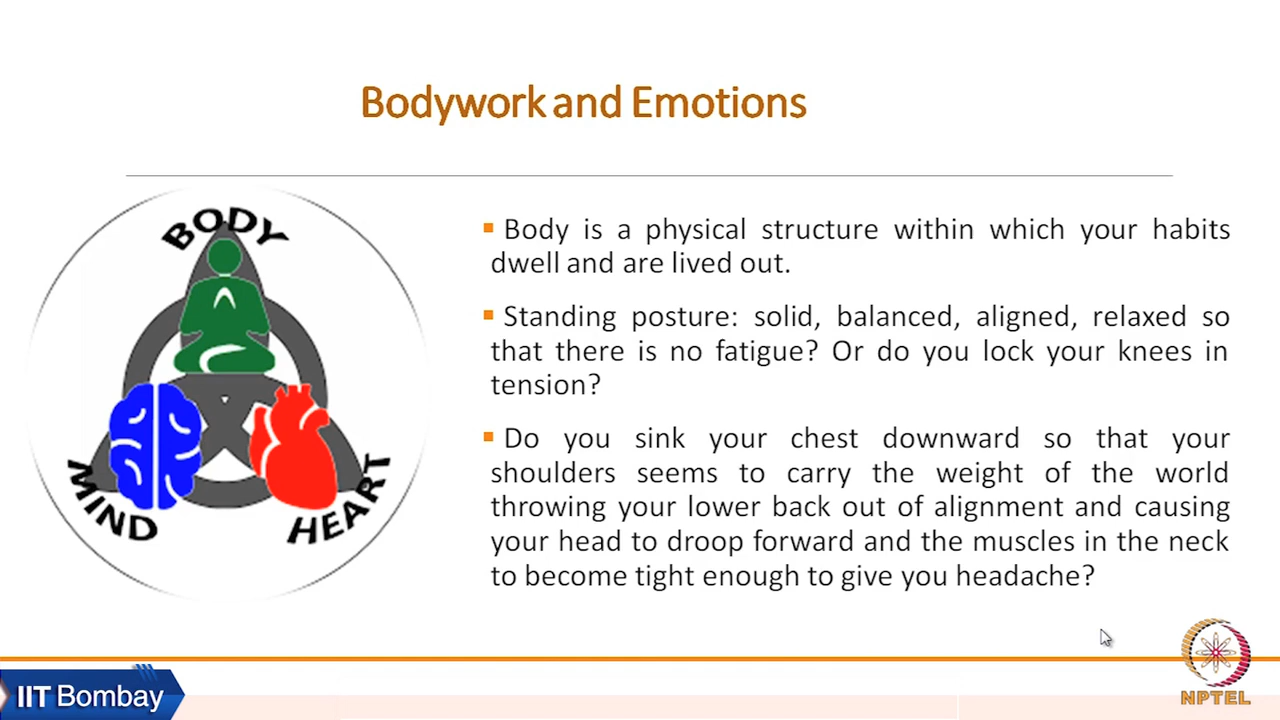 Bodywork and Emotions
BODY
MIND
HEART
▪ Body is a physical structure within which your habits
dwell and are lived out.
▪ Standing posture: solid, balanced, aligned, relaxed so
that there is no fatigue? Or do you lock your knees in
tension?
▪ Do you sink your chest downward so that your
shoulders seems to carry the weight of the world
throwing your lower back out of alignment and causing
your head to droop forward and the muscles in the neck
to become tight enough to give you headache?
IIT Bombay
NPTEL